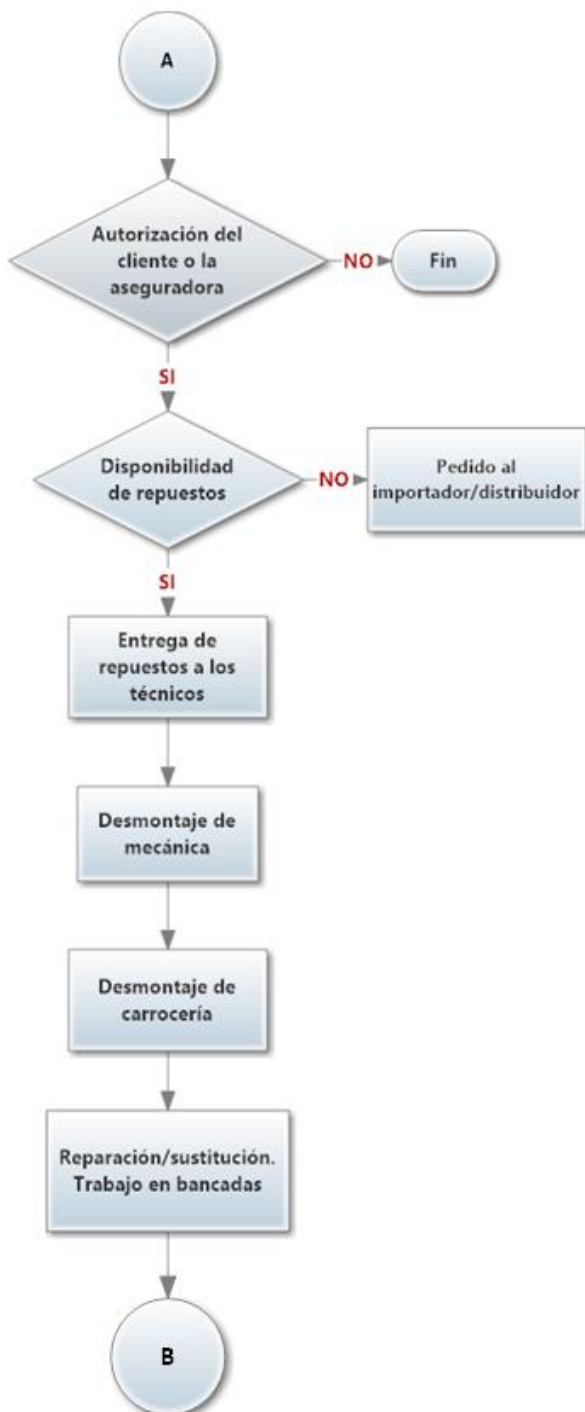 A
Autorización del
cliente o la
aseguradora
NO
Fin
SI
Disponibilidad
de repuestos
NO
Pedido al
importador/distribuidor
SI
Entrega de
repuestos a los
técnicos
Desmontaje de
mecánica
Desmontaje de
carrocería
Reparación/sustitución.
Trabajo en bancadas
B